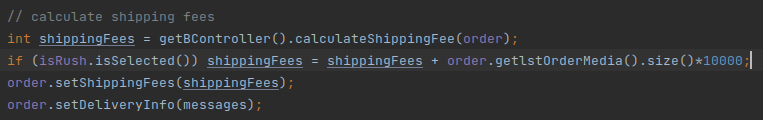 // calculate shipping fees
int shippingFees = getBController().calculateShippingFee(order);
if (isRush.isSelected()) shippingFees = shippingFees + order.getlstOrderMedia().size()*10000;
order.setShippingFees(shippingFees);
order.setDeliveryInfo(messages);